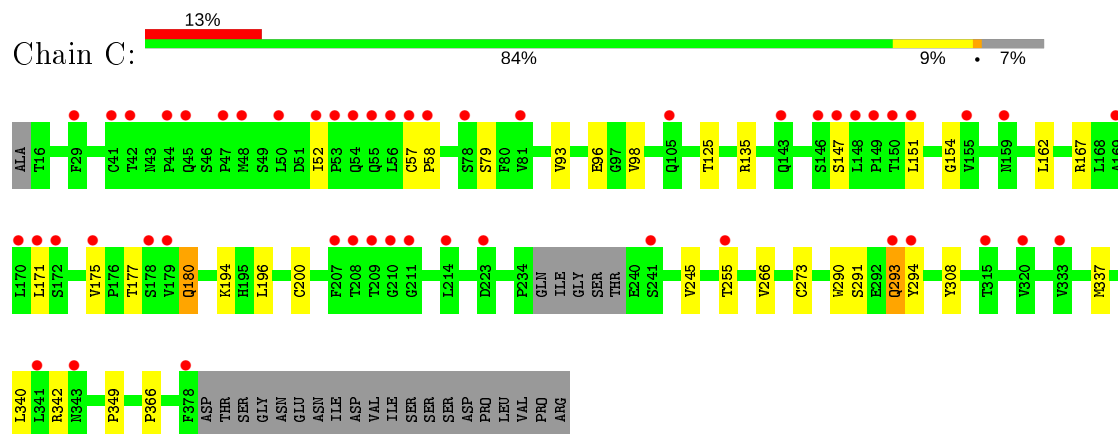 13%
Chain C:
84% 9% • 7%
ALA T16 F29 C41 T42 N43 P44 Q45 S46 P47 M48 S49 L50 D51 I52 P53 Q54 Q55 L56 C57 P58 S78 S79 F80 V81 V93 E96 G97 V98 Q105 T125 R135 Q143 S146 S147 L148 P149 T150 L151 G154 V155 N159 L162 R167 L168 A169
L170 L171 S172 V175 P176 T177 S178 V179 Q180 K194 H195 L196 C200 F207 T208 T209 G210 G211 L214 D223 P234 GLN ILE GLY SER THR E240 S241 V245 T255 V266 C273 W290 S291 E292 Q293 Y294 Y308 T315 V320 V333 M337
L340 L341 R342 N343 P349 P366 F378 ASP THR SER GLY ASN GLU ASN ILE ASP VAL ILE SER SER SER ASP PRO LEU VAL PRO ARG